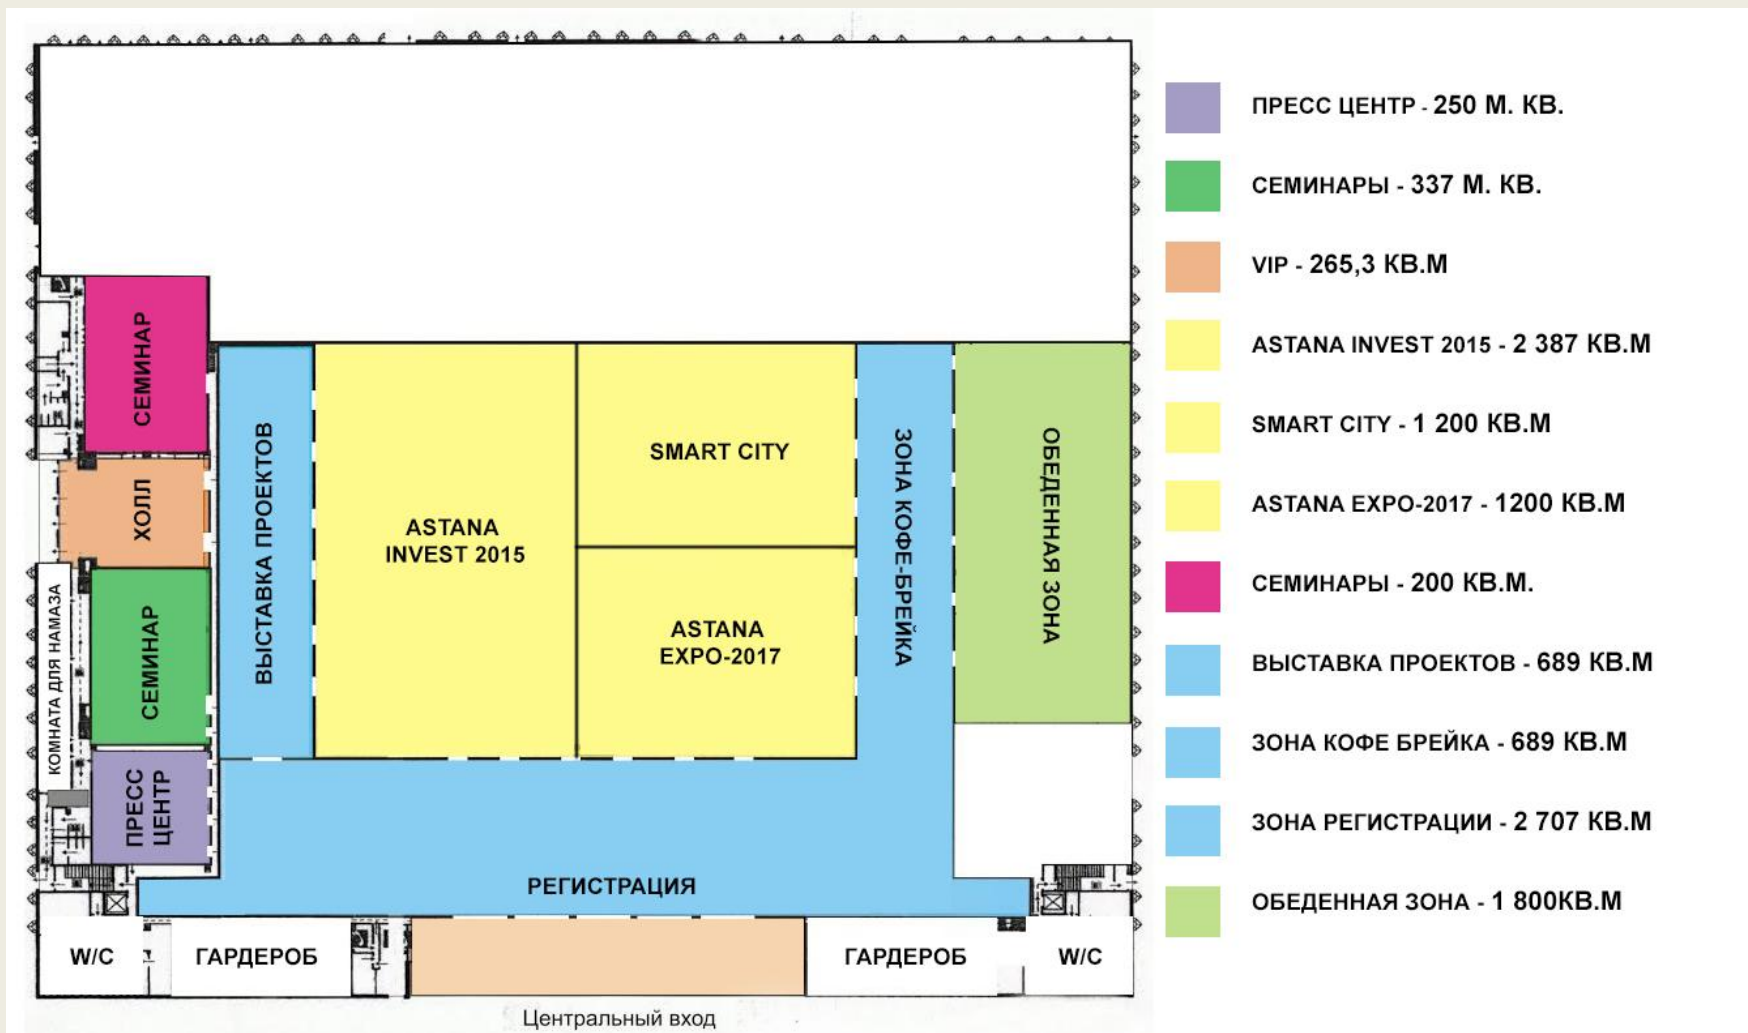 СЕМИНАР
ХОЛЛ
КОМНАТА ДЛЯ НАМАЗА
СЕМИНАР
ПРЕСС
ЦЕНТР
ВЫСТАВКА ПРОЕКТОВ
ASTANA
INVEST 2015
SMART CITY
ASTANA
EXPO-2017
ЗОНА КОФЕ-БРЕЙКА
ОБЕДЕННАЯ ЗОНА
РЕГИСТРАЦИЯ
W/C
ГАРДЕРОБ
ГАРДЕРОБ
W/C
Центральный вход
ПРЕСС ЦЕНТР - 250 М. КВ.
СЕМИНАРЫ - 337 М. КВ.
VIP - 265,3 КВ.М
ASTANA INVEST 2015 - 2 387 КВ.М
SMART CITY - 1 200 КВ.М
ASTANA EXPO-2017 - 1200 КВ.М
СЕМИНАРЫ - 200 КВ.М.
ВЫСТАВКА ПРОЕКТОВ - 689 КВ.М
ЗОНА КОФЕ БРЕЙКА - 689 КВ.М
ЗОНА РЕГИСТРАЦИИ - 2 707 КВ.М
ОБЕДЕННАЯ ЗОНА - 1 800КВ.М